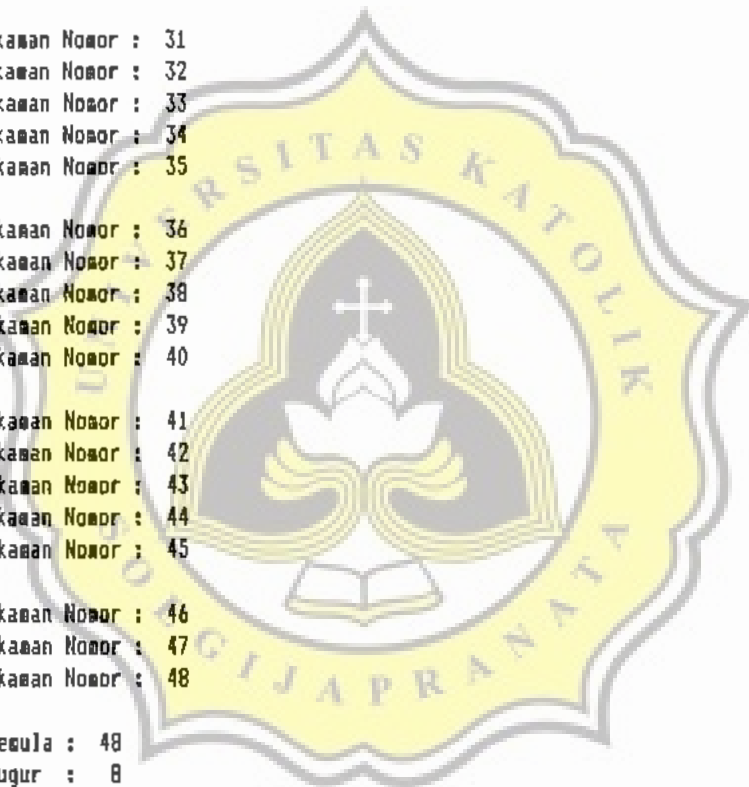 kaman Nomor : 31
kaman Nomor : 32
kaman Nomor : 33
kaman Nomor : 34
kaman Nomor : 35
kaman Nomor : 36
kaman Nomor : 37
kaman Nomor : 38
kaman Nomor : 39
kaman Nomor : 40
kaman Nomor : 41
kaman Nomor : 42
kaman Nomor : 43
kaman Nomor : 44
kaman Nomor : 45
kaman Nomor : 46
kaman Nomor : 47
kaman Nomor : 48
emula : 48
ugur : 8
UNIVERSITAS KATOLIK
SOEGIJAPRANATA